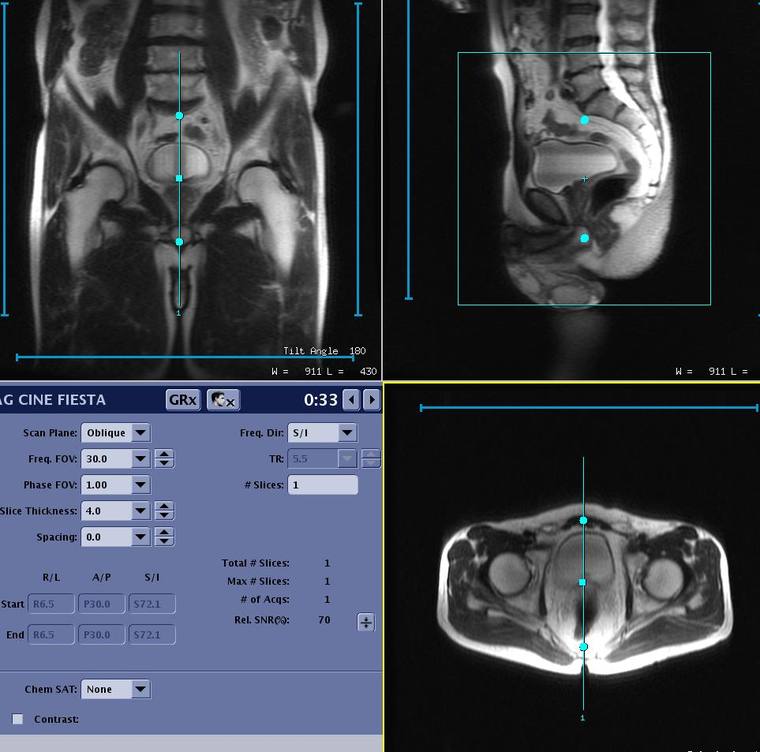 1
Tilt Angle 180
W = 911 L = 430
W = 911 L =
AG CINE FIESTA
GRx
x
0:33
Scan Plane: Oblique
Freq. Dir: S/I
Freq. FOV: 30.0
TR: 5.5
Phase FOV: 1.00
# Slices: 1
Slice Thickness: 4.0
Spacing: 0.0
Total # Slices: 1
R/L A/P S/I
Max # Slices: 1
Start R6.5 P30.0 S72.1
# of Acqs: 1
Rel. SNR(%): 70
End R6.5 P30.0 S72.1
Chem SAT: None
Contrast:
1